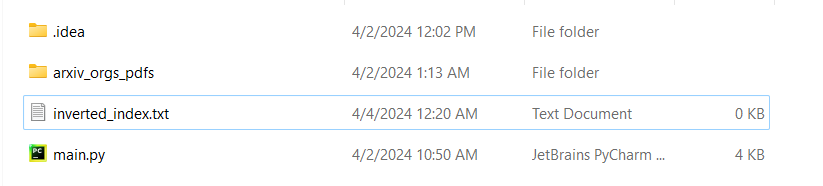 .idea 4/2/2024 12:02 PM File folder
arxiv_orgs_pdfs 4/2/2024 1:13 AM File folder
inverted_index.txt 4/4/2024 12:20 AM Text Document 0 KB
PC main.py 4/2/2024 10:50 AM JetBrains PyCharm ... 4 KB